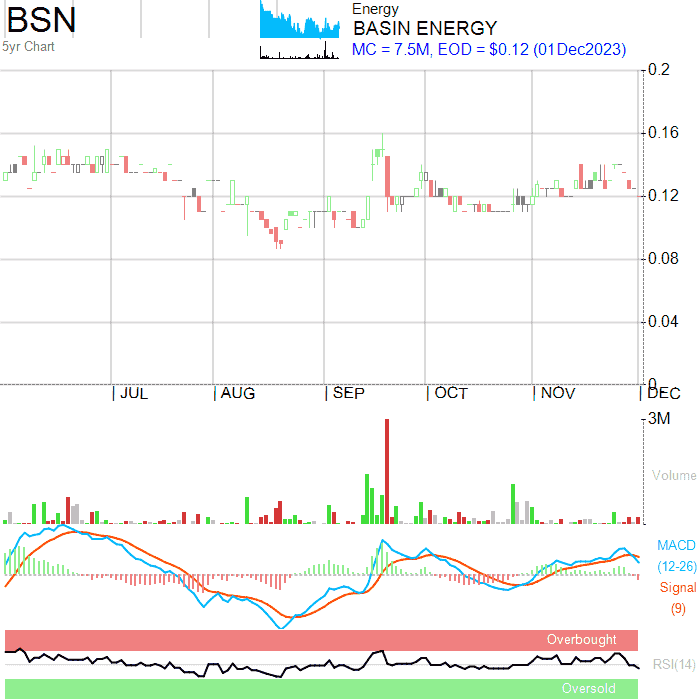 BSN
5yr Chart
Energy
BASIN ENERGY
MC = 7.5M, EOD = $0.12 (01Dec2023)
0.2
0.16
0.12
0.08
0.04
0
JUL AUG SEP OCT NOV DEC
3M
Volume
MACD
(12-26)
Signal
(9)
Overbought
RSI(14)
Oversold